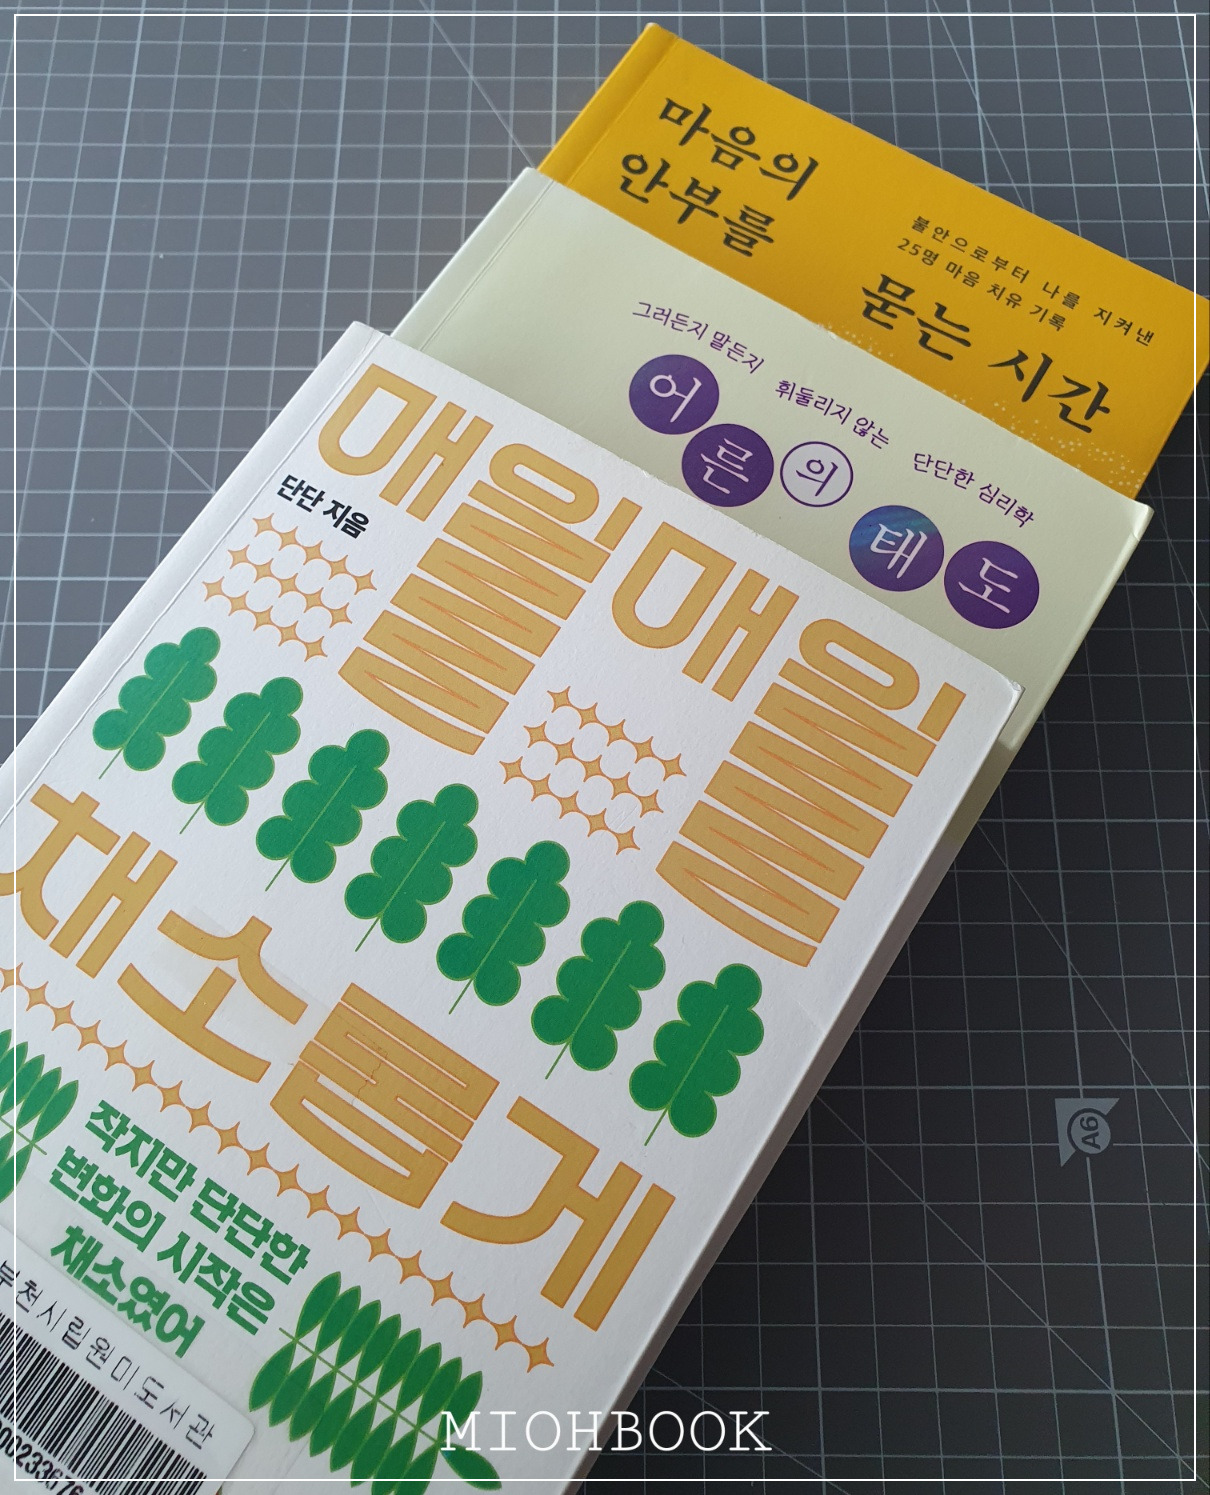 마음의
안부를
묻는 시간
불안으로부터 나를 지켜낸
25명 마음 치유 기록
그러든지 말든지 휘둘리지 않는 단단한 심리학
어른의 태도
매일매일
단단 지음
채소롭게
작지만 단단한
변화의 시작은
채소였어
부천시립원미도서관
A6
MIOHBOOK